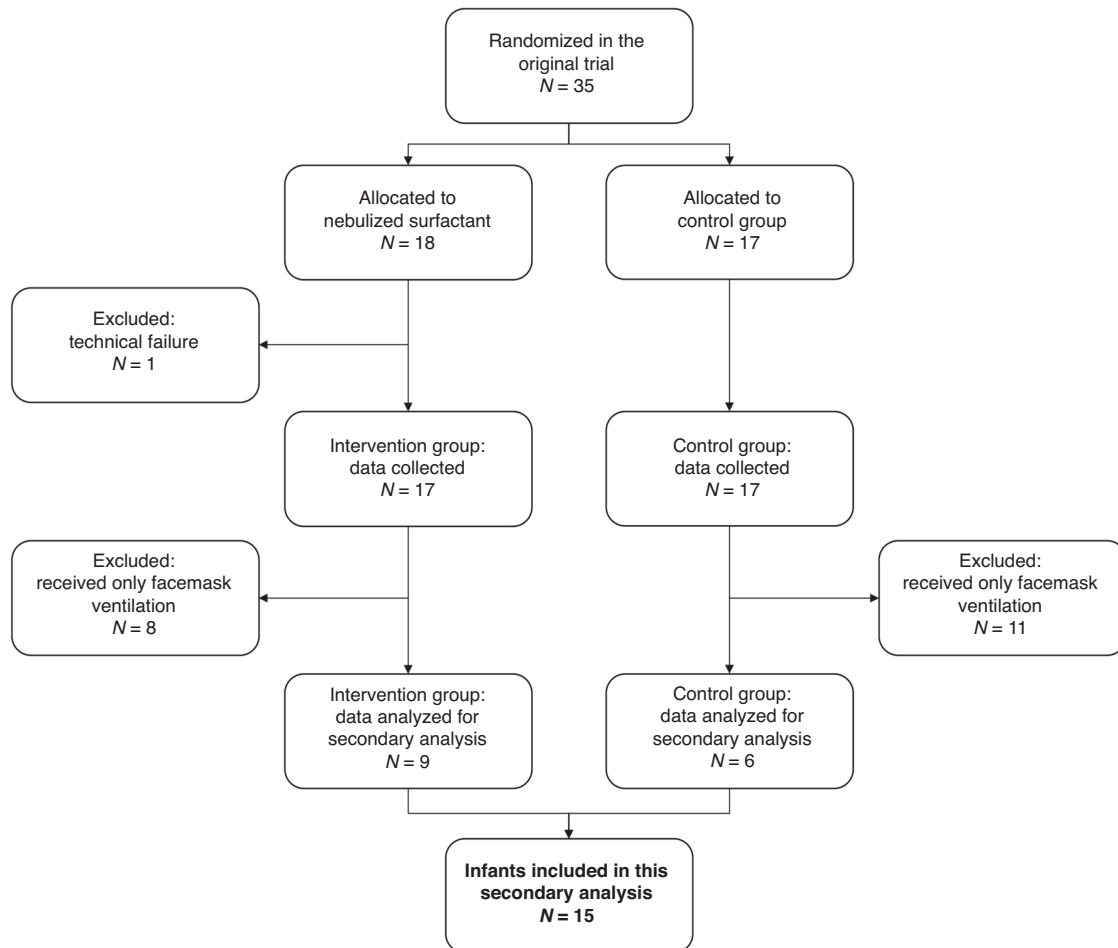 Randomized in the
original trial
N = 35
Allocated to
nebulized surfactant
N = 18
Allocated to
control group
N = 17
Excluded:
technical failure
N = 1
Intervention group:
data collected
N = 17
Control group:
data collected
N = 17
Excluded:
received only facemask
ventilation
N = 8
Excluded:
received only facemask
ventilation
N = 11
Intervention group:
data analyzed for
secondary analysis
N = 9
Control group:
data analyzed for
secondary analysis
N = 6
Infants included in this
secondary analysis
N = 15